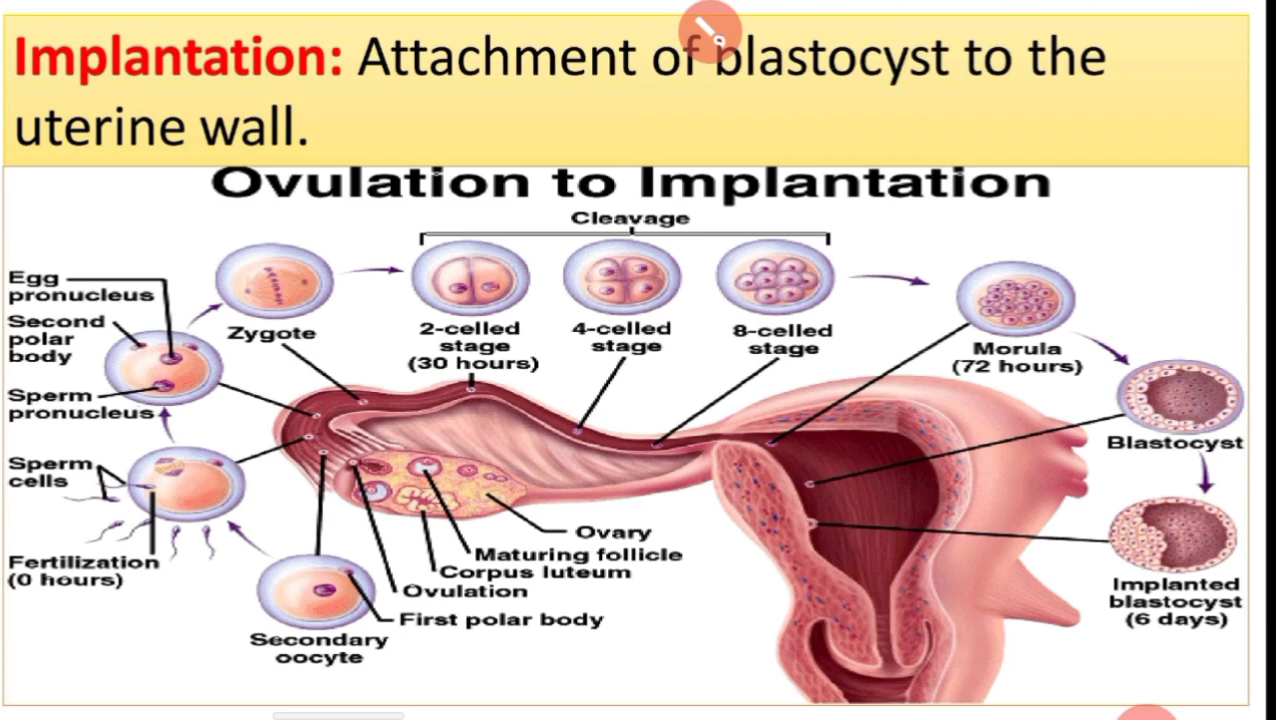 Implantation: Attachment of blastocyst to the
uterine wall.
Ovulation to Implantation
Cleavage
Egg
pronucleus
Second
polar
body
Sperm
pronucleus
Sperm
cells
Fertilization
(0 hours)
Zygote
2-celled
stage
(30 hours)
4-celled
stage
8-celled
stage
Morula
(72 hours)
Blastocyst
Implanted
blastocyst
(6 days)
Ovary
Maturing follicle
Corpus luteum
Ovulation
First polar body
Secondary
oocyte